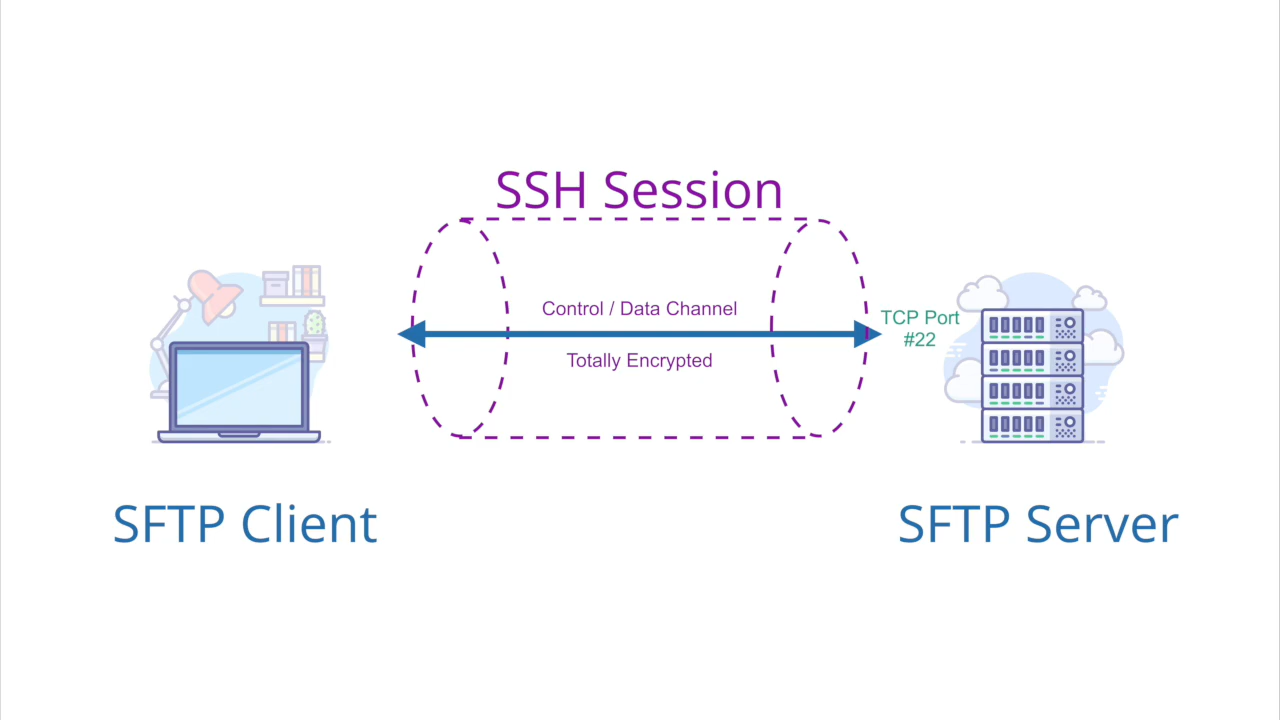 SSH Session
Control / Data Channel
Totally Encrypted
TCP Port
#22
SFTP Client
SFTP Server